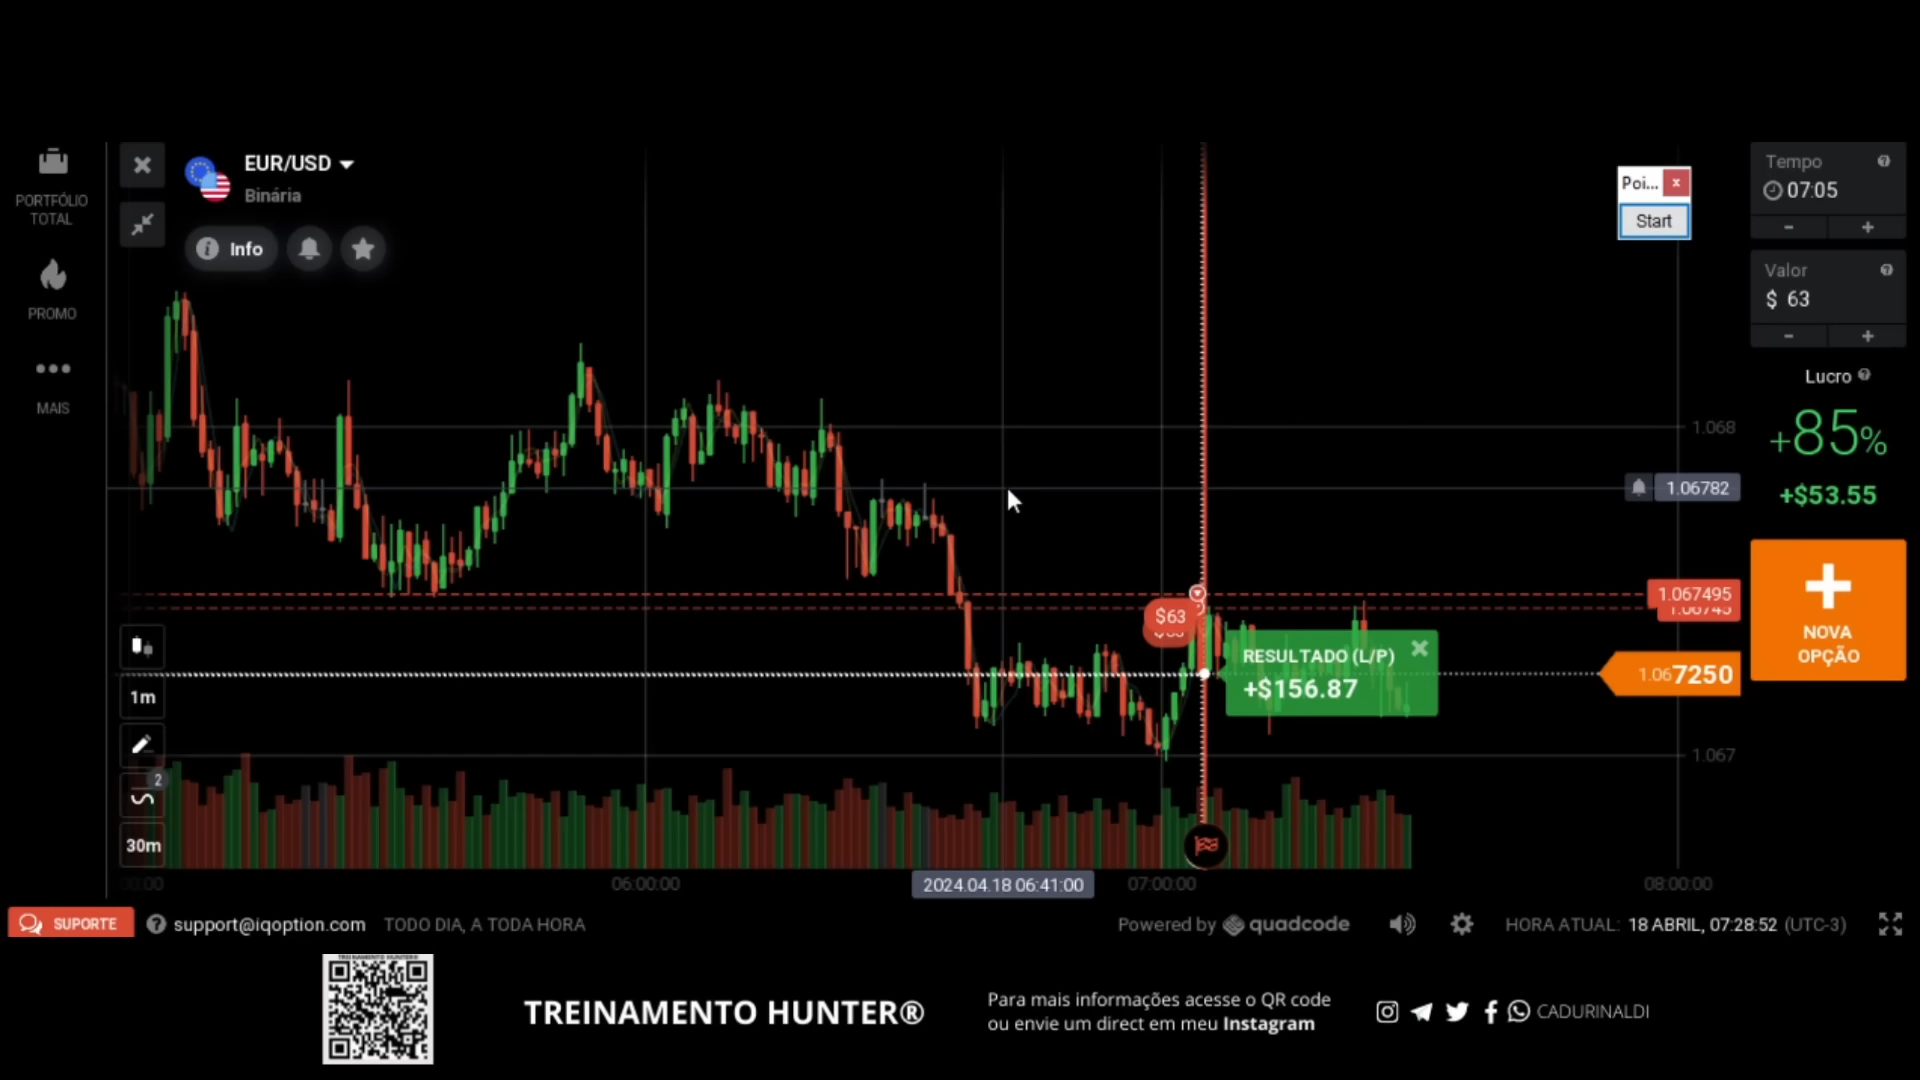 EUR/USD
Binária
Info
PORTFÓLIO
TOTAL
PROMO
MAIS
Poi...
x
Start
Tempo
07:05
- +
Valor
$ 63
- +
Lucro
+85%
+$53.55
NOVA
OPÇÃO
1.068
1.06782
1.067495
1.06745
$63
RESULTADO (L/P)
+$156.87
1.067250
1.067
1m
2
30m
06:00:00
2024.04.18 06:41:00
07:00:00
08:00:00
SUPORTE
support@iqoption.com
TODO DIA, A TODA HORA
Powered by quadcode
HORA ATUAL: 18 ABRIL, 07:28:52 (UTC-3)
TREINAMENTO HUNTER®
Para mais informações acesse o QR code
ou envie um direct em meu Instagram
CADURINALDI